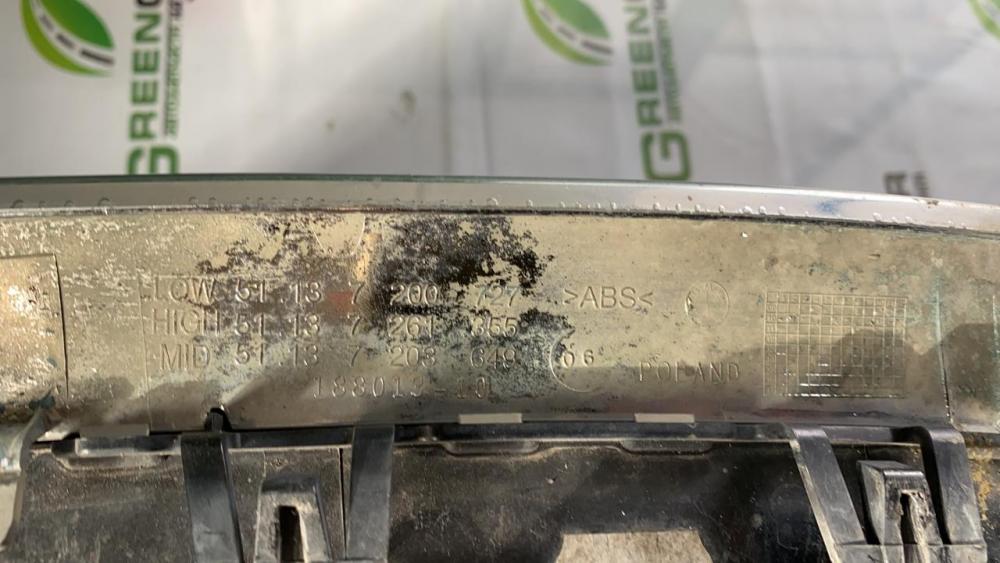 GREEN
GREEN
LOW 51 13 7 200 727 >ABS<
HIGH 51 13 7 261 355
MID 51 13 7 203 649 06 POLAND
188013-10